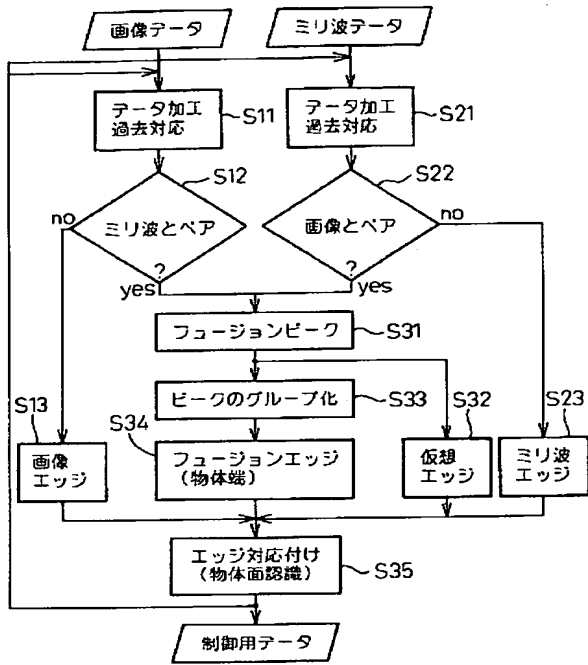 画像データ
ミリ波データ
データ加工
過去対応
S11
データ加工
過去対応
S21
S12
S22
no
ミリ波とペア
?
yes
画像とペア
?
yes
no
フュージョンピーク
S31
ピークのグループ化
S33
S32
S23
S13
S34
画像
エッジ
フュージョンエッジ
(物体端)
仮想
エッジ
ミリ波
エッジ
エッジ対応付け
(物体面認識)
S35
制御用データ